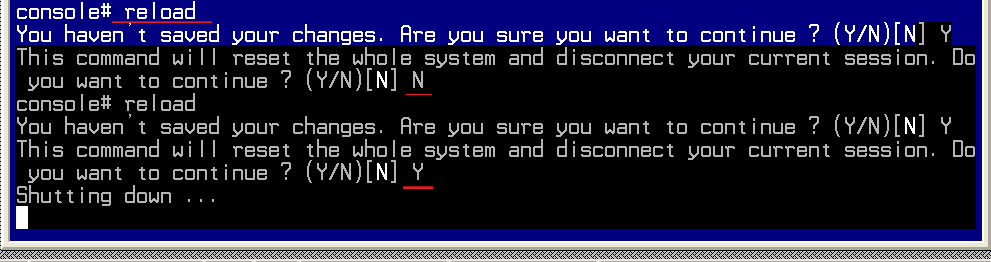 console# reload
You haven't saved your changes. Are you sure you want to continue ? (Y/N)[N] Y
This command will reset the whole system and disconnect your current session. Do
you want to continue ? (Y/N)[N] N
console# reload
You haven't saved your changes. Are you sure you want to continue ? (Y/N)[N] Y
This command will reset the whole system and disconnect your current session. Do
you want to continue ? (Y/N)[N] Y
Shutting down ...